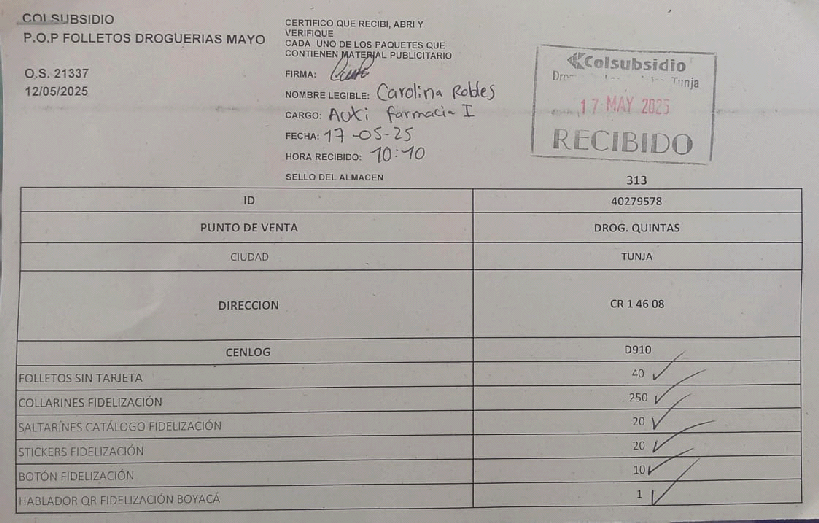 COLSUBSIDIO
P.O.P FOLLETOS DROGUERIAS MAYO
O.S. 21337
12/05/2025
CERTIFICO QUE RECIBI, ABRI Y
VERIFIQUE
CADA UNO DE LOS PAQUETES QUE
CONTIENEN MATERIAL PUBLICITARIO
FIRMA:
NOMBRE LEGIBLE: Carolina Robles
CARGO: Auxi farmacia I
FECHA: 17-05-25
HORA RECIBIDO: 10:10
SELLO DEL ALMACEN
Colsubsidio
Tunja
17 MAY 2025
RECIBIDO
313
ID 40279578
PUNTO DE VENTA DROG. QUINTAS
CIUDAD TUNJA
DIRECCION CR 1 46 08
CENLOG D910
FOLLETOS SIN TARJETA 40
COLLARINES FIDELIZACIÓN 250
SALTARÍNES CATÁLOGO FIDELIZACIÓN 20
STICKERS FIDELIZACIÓN 20
BOTÓN FIDELIZACIÓN 10
HABLADOR QR FIDELIZACIÓN BOYACÁ 1